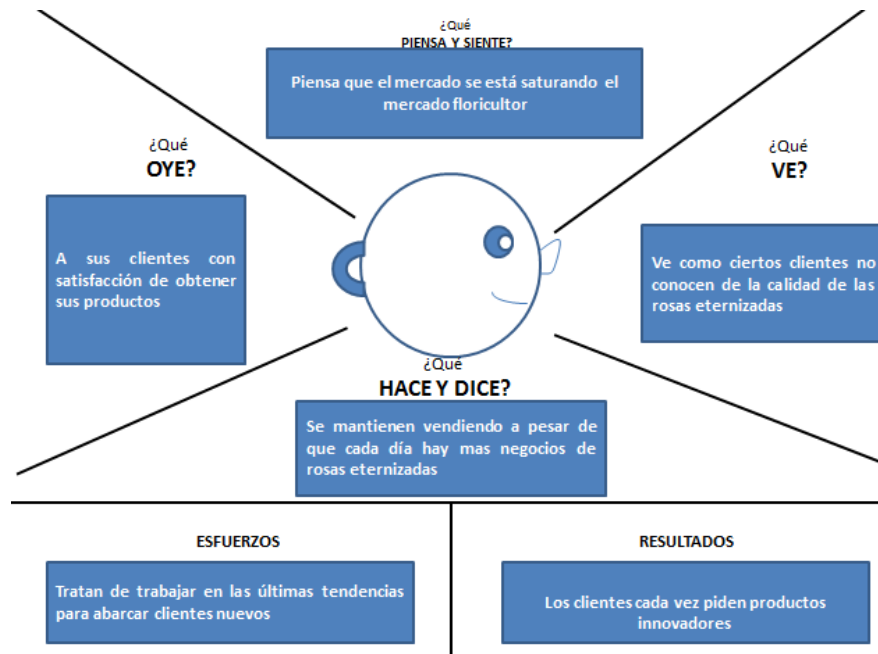 ¿Qué
PIENSA Y SIENTE?
Piensa que el mercado se está saturando el
mercado floricultor
¿Qué
OYE?
A sus clientes con
satisfacción de obtener
sus productos
¿Qué
VE?
Ve como ciertos clientes no
conocen de la calidad de las
rosas eternizadas
¿Qué
HACE Y DICE?
Se mantienen vendiendo a pesar de
que cada día hay mas negocios de
rosas eternizadas
ESFUERZOS
Tratan de trabajar en las últimas tendencias
para abarcar clientes nuevos
RESULTADOS
Los clientes cada vez piden productos
innovadores